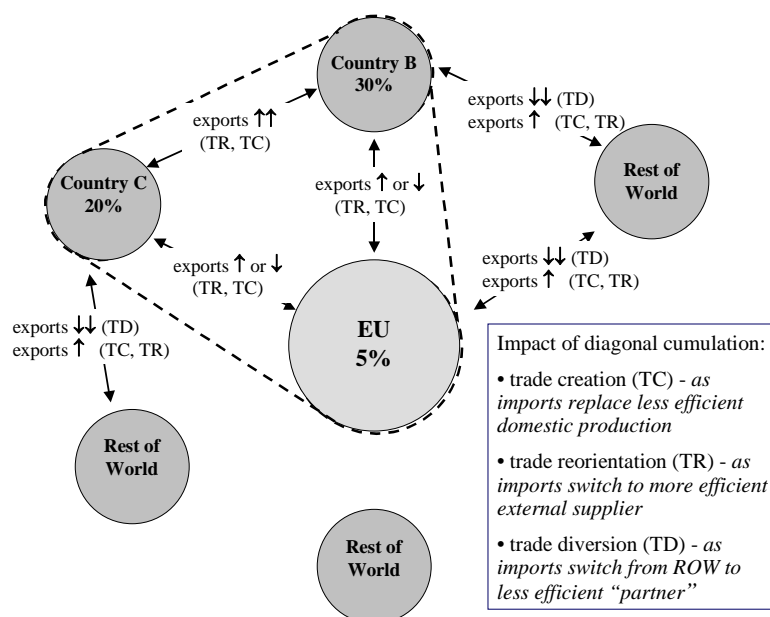 Country B
30%
exports ↑↑
(TR, TC)
exports ↓↓ (TD)
exports ↑ (TC, TR)
Country C
20%
exports ↑ or ↓
(TR, TC)
Rest of
World
exports ↑ or ↓
(TR, TC)
exports ↓↓ (TD)
exports ↑ (TC, TR)
EU
5%
exports ↓↓ (TD)
exports ↑ (TC, TR)
Rest of
World
Rest of
World
Impact of diagonal cumulation:
• trade creation (TC) - as
imports replace less efficient
domestic production
• trade reorientation (TR) - as
imports switch to more efficient
external supplier
• trade diversion (TD) - as
imports switch from ROW to
less efficient “partner”